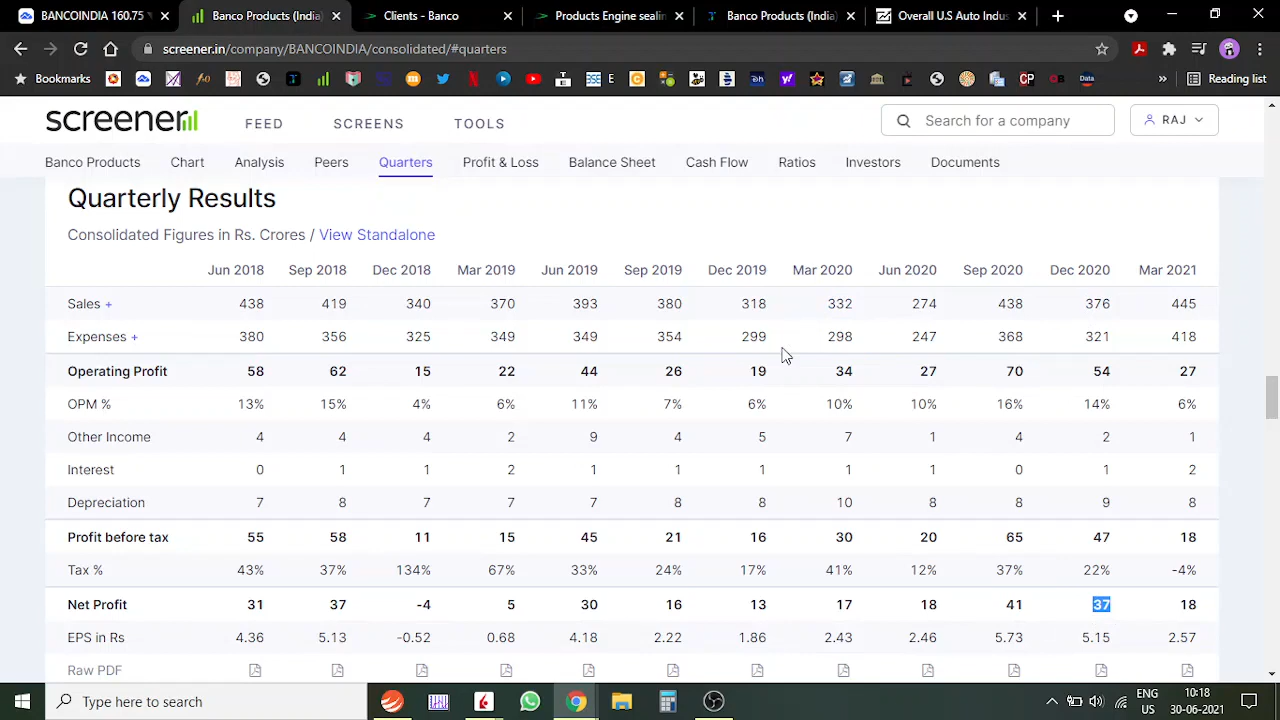 BANCOINDIA 160.75
Banco Products (India)
Clients – Banco
Products Engine sealin
Banco Products (India)
Overall U.S Auto Indus
screener.in/company/BANCOINDIA/consolidated/#quarters
Bookmarks
Reading list
screener
FEED SCREENS TOOLS
Search for a company
RAJ
Banco Products Chart Analysis Peers Quarters Profit & Loss Balance Sheet Cash Flow Ratios Investors Documents
Quarterly Results
Consolidated Figures in Rs. Crores / View Standalone
Jun 2018 Sep 2018 Dec 2018 Mar 2019 Jun 2019 Sep 2019 Dec 2019 Mar 2020 Jun 2020 Sep 2020 Dec 2020 Mar 2021
Sales + 438 419 340 370 393 380 318 332 274 438 376 445
Expenses + 380 356 325 349 349 354 299 298 247 368 321 418
Operating Profit 58 62 15 22 44 26 19 34 27 70 54 27
OPM % 13% 15% 4% 6% 11% 7% 6% 10% 10% 16% 14% 6%
Other Income 4 4 4 2 9 4 5 7 1 4 2 1
Interest 0 1 1 2 1 1 1 1 1 0 1 2
Depreciation 7 8 7 7 7 8 8 10 8 8 9 8
Profit before tax 55 58 11 15 45 21 16 30 20 65 47 18
Tax % 43% 37% 134% 67% 33% 24% 17% 41% 12% 37% 22% -4%
Net Profit 31 37 -4 5 30 16 13 17 18 41 37 18
EPS in Rs 4.36 5.13 -0.52 0.68 4.18 2.22 1.86 2.43 2.46 5.73 5.15 2.57
Raw PDF
Type here to search
ENG
US
10:18
30-06-2021